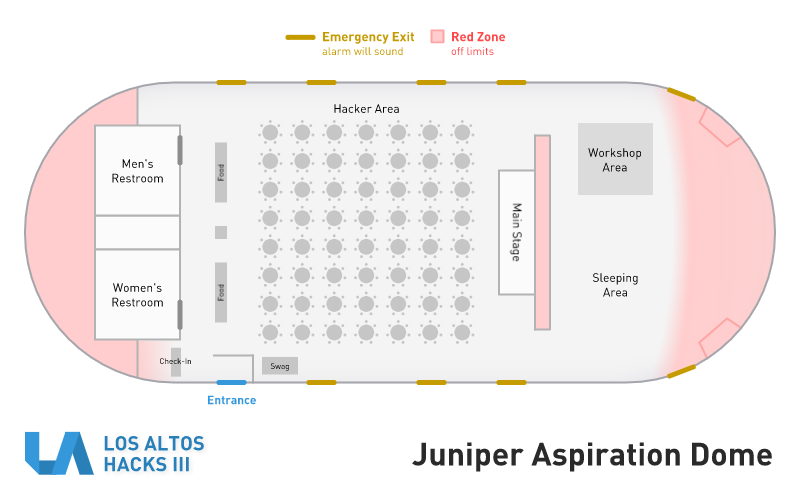 Emergency Exit
alarm will sound
Red Zone
off limits
Hacker Area
Men's
Restroom
Food
Workshop
Area
Main Stage
Women's
Restroom
Food
Sleeping
Area
Check-In
Swag
Entrance
LOS ALTOS
HACKS III
Juniper Aspiration Dome